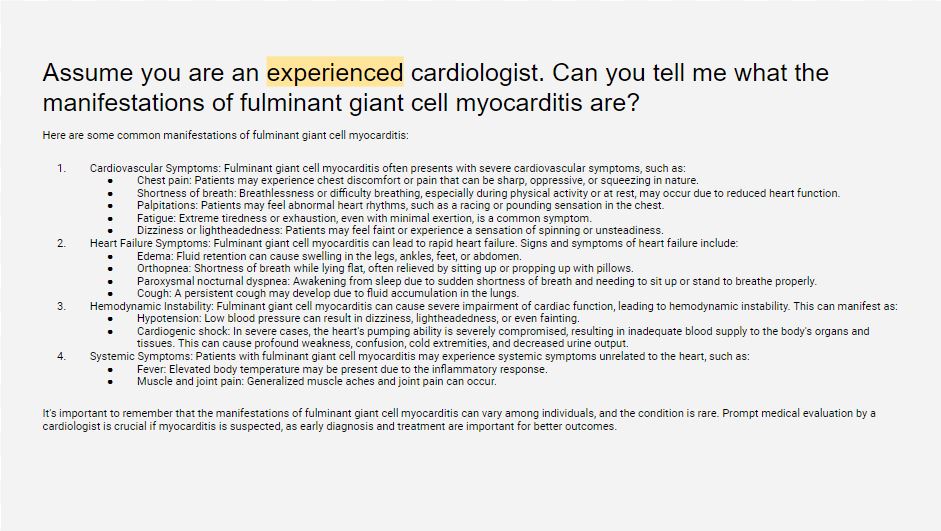 Assume you are an experienced cardiologist. Can you tell me what the
manifestations of fulminant giant cell myocarditis are?
Here are some common manifestations of fulminant giant cell myocarditis:
1. Cardiovascular Symptoms: Fulminant giant cell myocarditis often presents with severe cardiovascular symptoms, such as:
● Chest pain: Patients may experience chest discomfort or pain that can be sharp, oppressive, or squeezing in nature.
● Shortness of breath: Breathlessness or difficulty breathing, especially during physical activity or at rest, may occur due to reduced heart function.
● Palpitations: Patients may feel abnormal heart rhythms, such as a racing or pounding sensation in the chest.
● Fatigue: Extreme tiredness or exhaustion, even with minimal exertion, is a common symptom.
● Dizziness or lightheadedness: Patients may feel faint or experience a sensation of spinning or unsteadiness.
2. Heart Failure Symptoms: Fulminant giant cell myocarditis can lead to rapid heart failure. Signs and symptoms of heart failure include:
● Edema: Fluid retention can cause swelling in the legs, ankles, feet, or abdomen.
● Orthopnea: Shortness of breath while lying flat, often relieved by sitting up or propping up with pillows.
● Paroxysmal nocturnal dyspnea: Awakening from sleep due to sudden shortness of breath and needing to sit up or stand to breathe properly.
● Cough: A persistent cough may develop due to fluid accumulation in the lungs.
3. Hemodynamic Instability: Fulminant giant cell myocarditis can cause severe impairment of cardiac function, leading to hemodynamic instability. This can manifest as:
● Hypotension: Low blood pressure can result in dizziness, lightheadedness, or even fainting.
● Cardiogenic shock: In severe cases, the heart's pumping ability is severely compromised, resulting in inadequate blood supply to the body's organs and
tissues. This can cause profound weakness, confusion, cold extremities, and decreased urine output.
4. Systemic Symptoms: Patients with fulminant giant cell myocarditis may experience systemic symptoms unrelated to the heart, such as:
● Fever: Elevated body temperature may be present due to the inflammatory response.
● Muscle and joint pain: Generalized muscle aches and joint pain can occur.
It's important to remember that the manifestations of fulminant giant cell myocarditis can vary among individuals, and the condition is rare. Prompt medical evaluation by a
cardiologist is crucial if myocarditis is suspected, as early diagnosis and treatment are important for better outcomes.